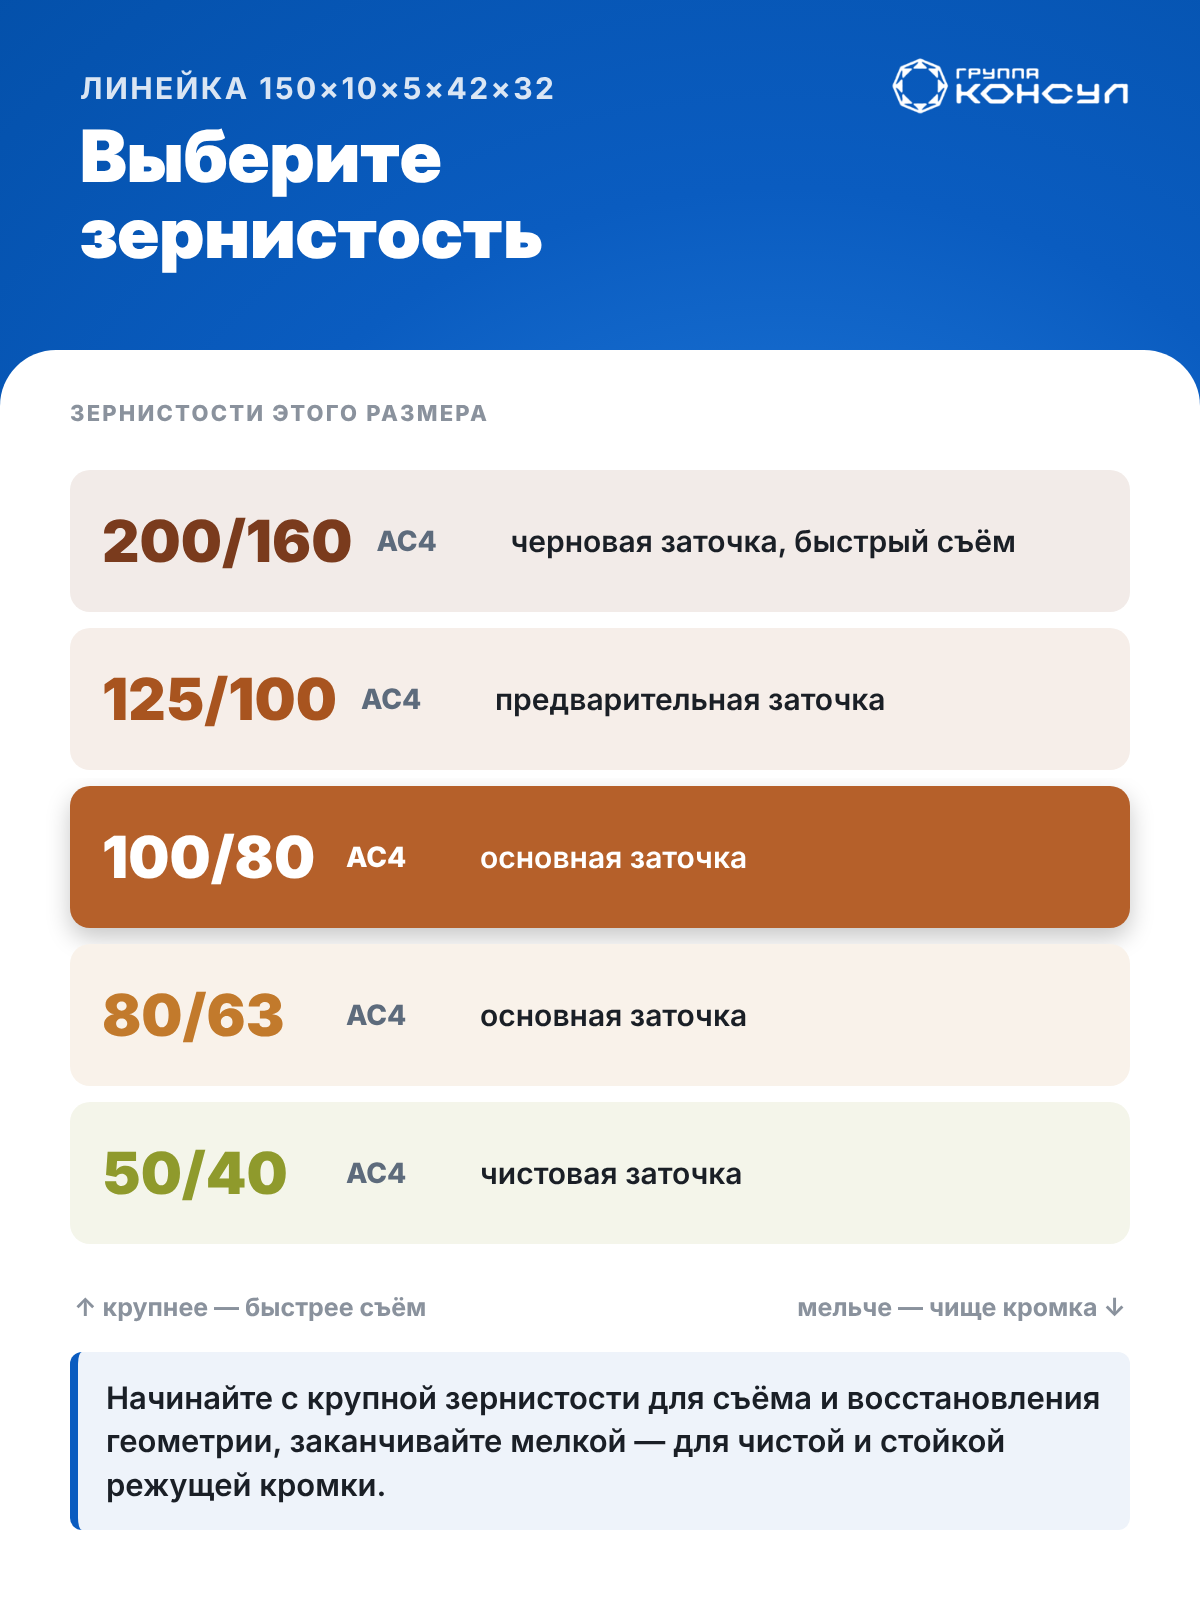 ЛИНЕЙКА 150×10×5×42×32
ГРУППА
КОНСУЛ
Выберите
зернистость
ЗЕРНИСТОСТИ ЭТОГО РАЗМЕРА
200/160 АС4 черновая заточка, быстрый съём
125/100 АС4 предварительная заточка
100/80 АС4 основная заточка
80/63 АС4 основная заточка
50/40 АС4 чистовая заточка
↑ крупнее — быстрее съём мельче — чище кромка ↓
Начинайте с крупной зернистости для съёма и восстановления
геометрии, заканчивайте мелкой — для чистой и стойкой
режущей кромки.